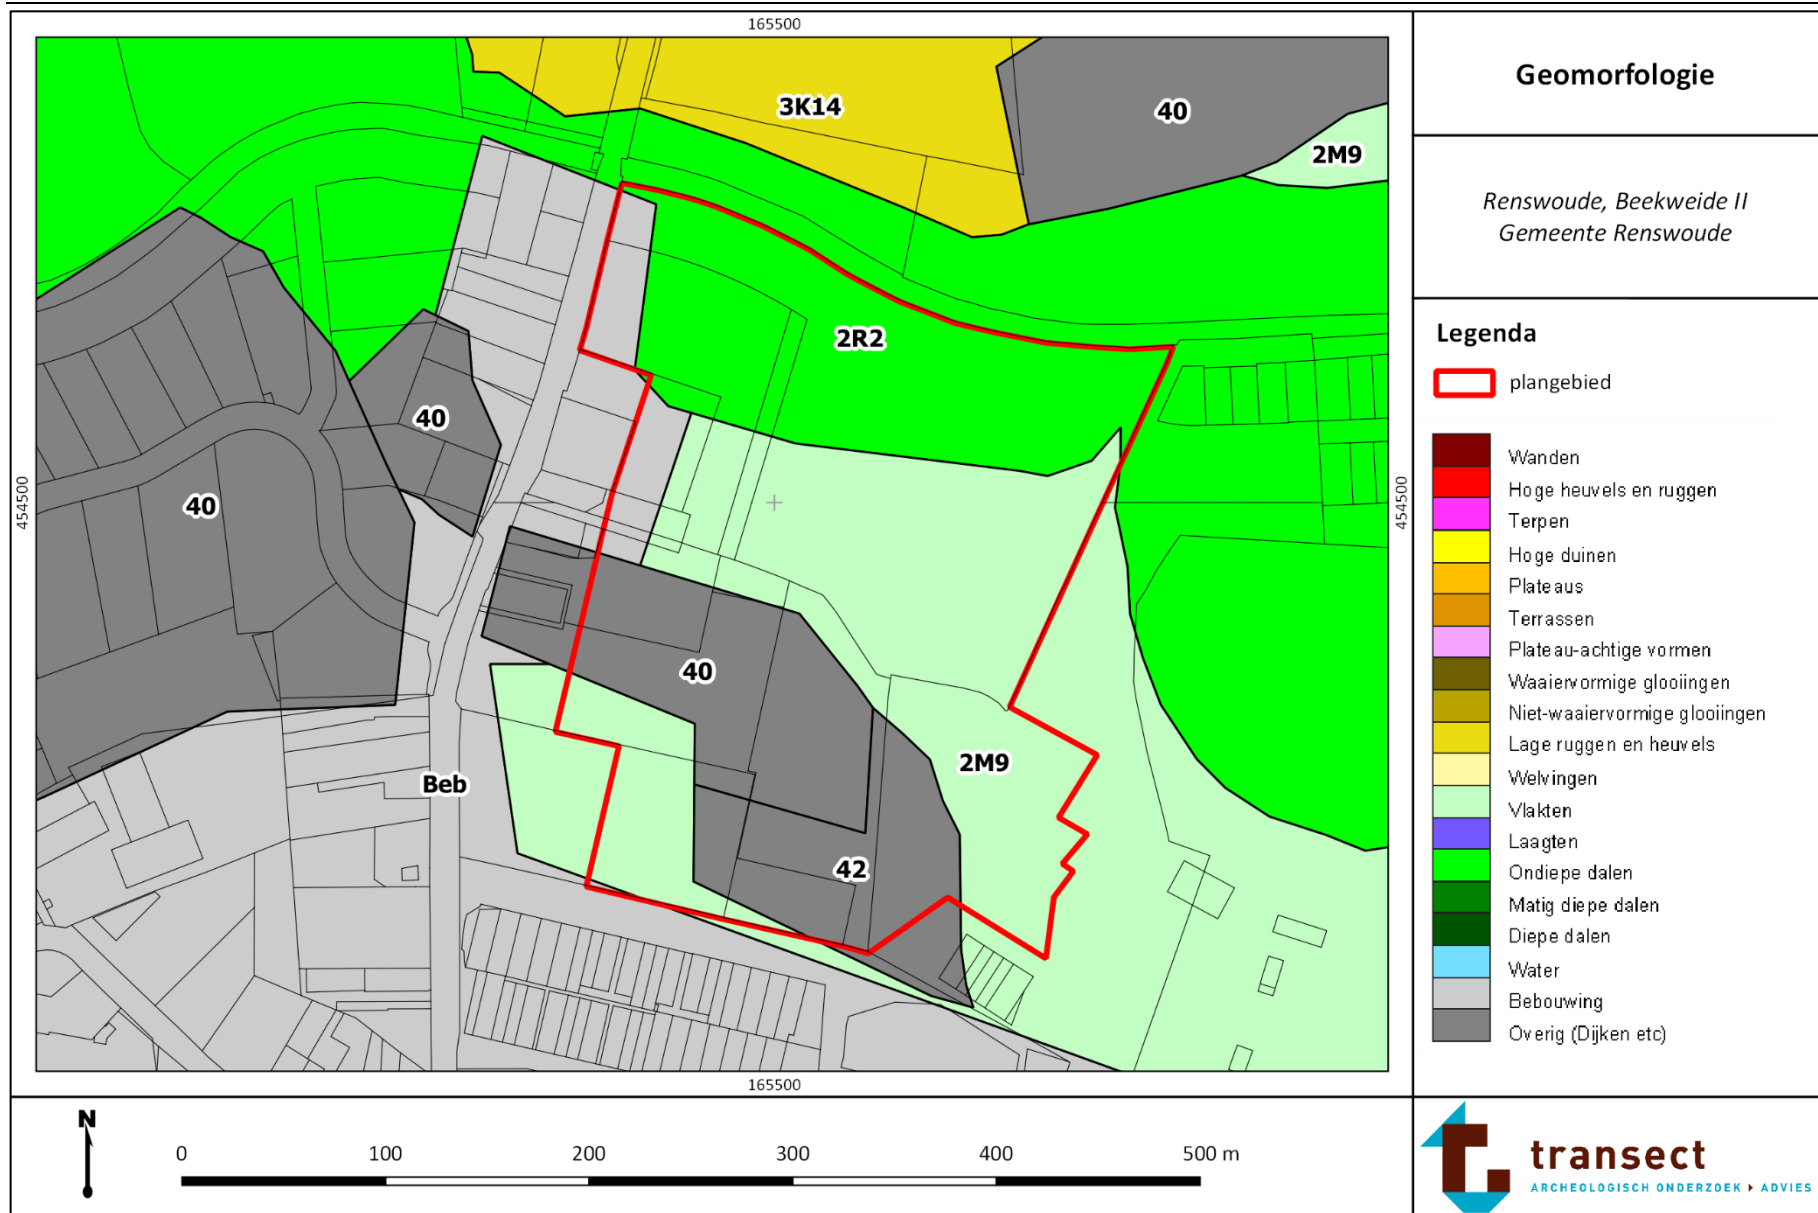 165500
Geomorfologie
3K14
40
2M9
Renswoude, Beekweide II
Gemeente Renswoude
2R2
Legenda
plangebied
40
40
454500
454500
Wanden
Hoge heuvels en ruggen
Terpen
Hoge duinen
Plateaus
Terrassen
Plateau-achtige vormen
Waaiervormige glooiingen
Niet-waaiervormige glooiingen
Lage ruggen en heuvels
Welvingen
Vlakten
Laagten
Ondiepe dalen
Matig diepe dalen
Diepe dalen
Water
Bebouwing
Overig (Dijken etc)
40
2M9
Beb
42
165500
N
0 100 200 300 400 500 m
transect
ARCHEOLOGISCH ONDERZOEK ▸ ADVIES